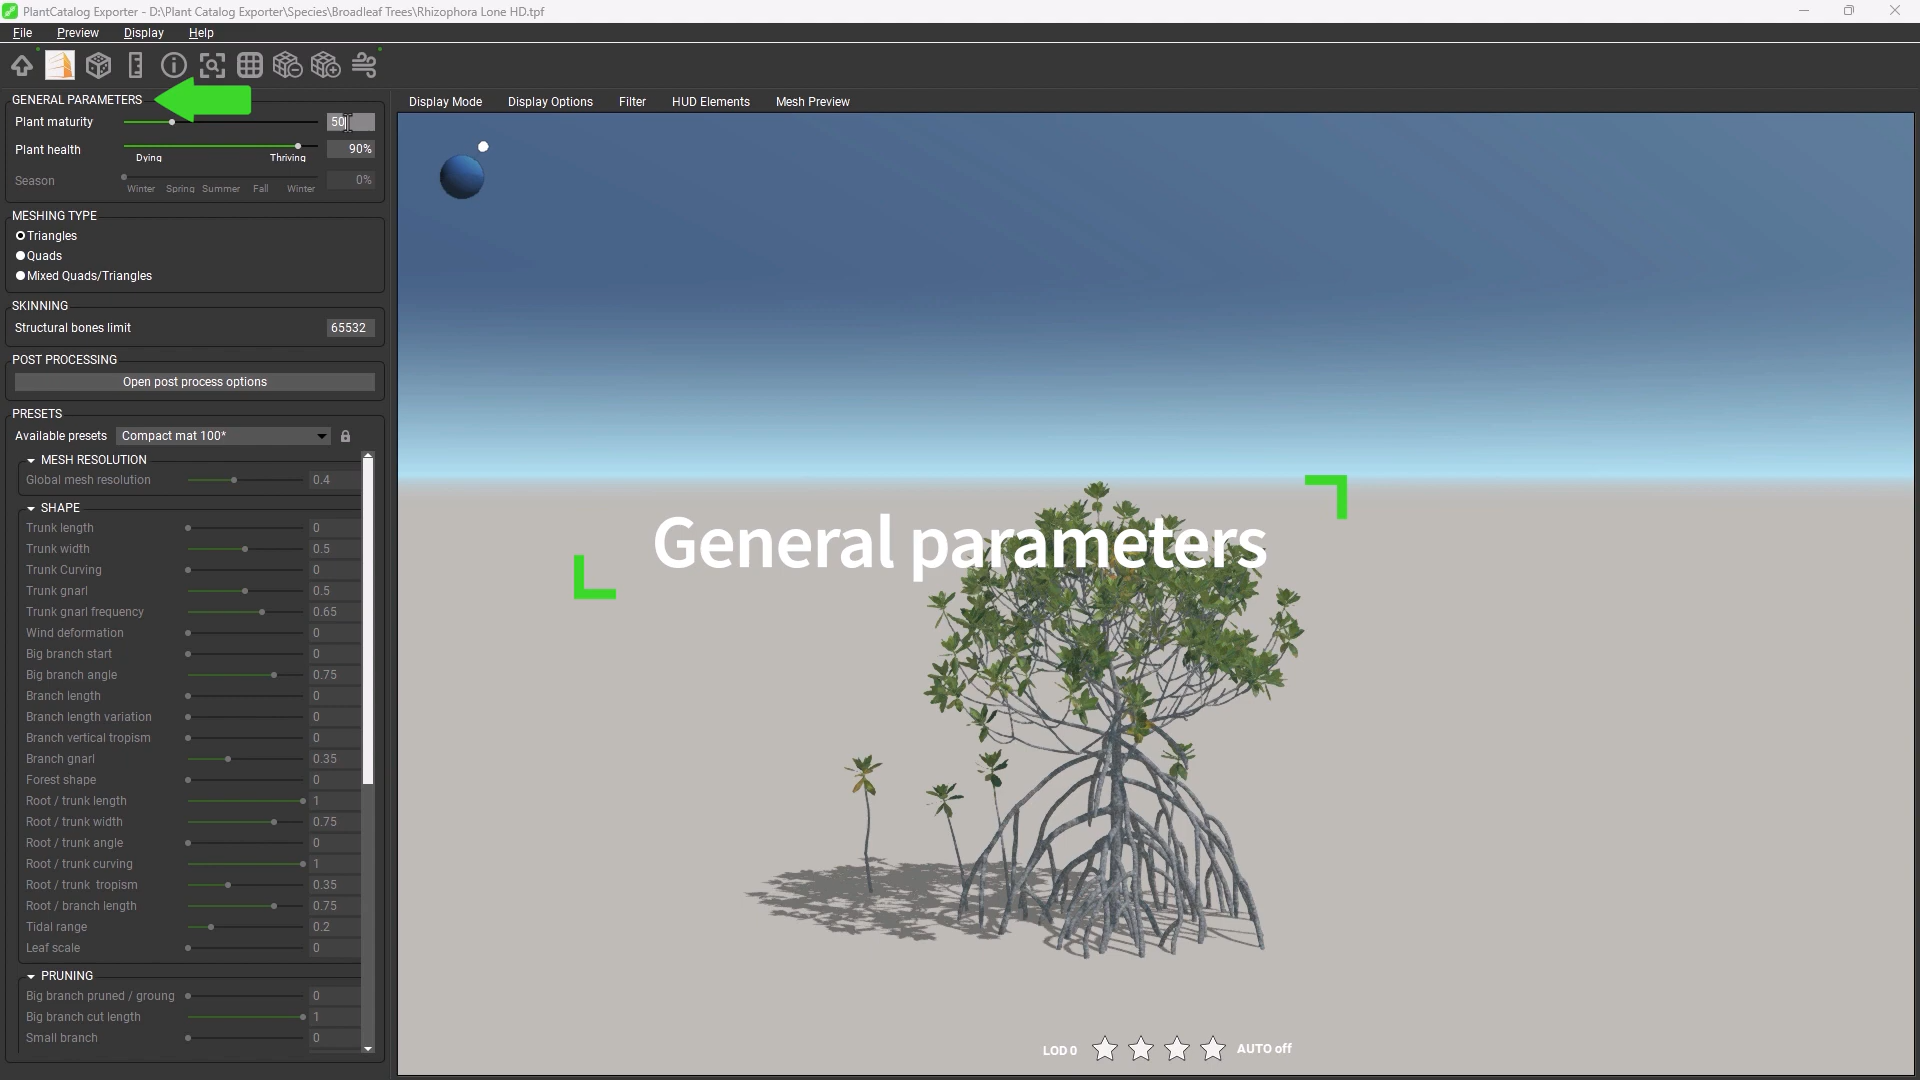 PlantCatalog Exporter - D:\Plant Catalog Exporter\Species\Broadleaf Trees\Rhizophora Lone HD.tpf
File Preview Display Help
GENERAL PARAMETERS
Plant maturity 50
Plant health 90%
Dying Thriving
Season 0%
Winter Spring Summer Fall Winter
MESHING TYPE
Triangles
Quads
Mixed Quads/Triangles
SKINNING
Structural bones limit 65532
POST PROCESSING
Open post process options
PRESETS
Available presets Compact mat 100*
MESH RESOLUTION
Global mesh resolution 0.4
SHAPE
Trunk length 0
Trunk width 0.5
Trunk Curving 0
Trunk gnarl 0.5
Trunk gnarl frequency 0.65
Wind deformation 0
Big branch start 0
Big branch angle 0.75
Branch length 0
Branch length variation 0
Branch vertical tropism 0
Branch gnarl 0.35
Forest shape 0
Root / trunk length 1
Root / trunk width 0.75
Root / trunk angle 0
Root / trunk curving 1
Root / trunk tropism 0.35
Root / branch length 0.75
Tidal range 0.2
Leaf scale 0
PRUNING
Big branch pruned / groung 0
Big branch cut length 1
Small branch 0
Display Mode Display Options Filter HUD Elements Mesh Preview
General parameters
LOD 0 AUTO off